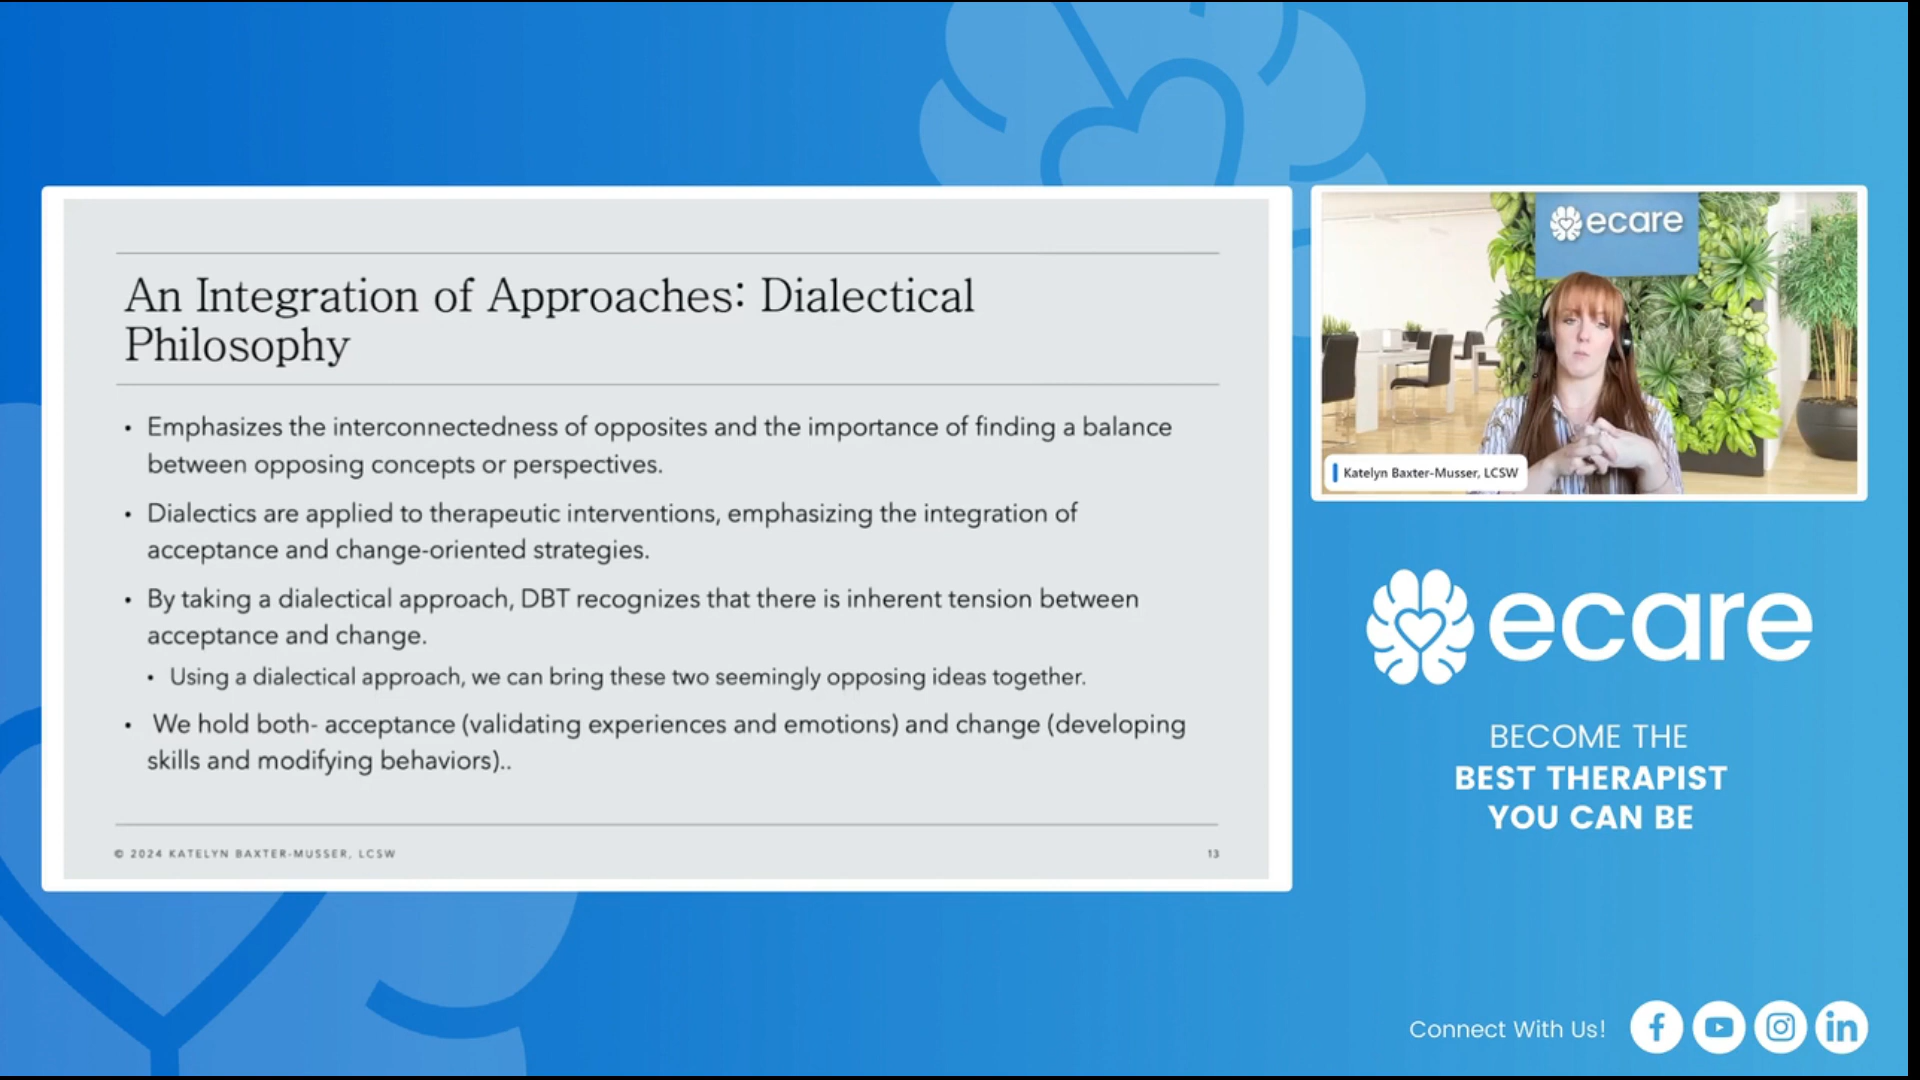 An Integration of Approaches: Dialectical
Philosophy
• Emphasizes the interconnectedness of opposites and the importance of finding a balance
between opposing concepts or perspectives.
• Dialectics are applied to therapeutic interventions, emphasizing the integration of
acceptance and change-oriented strategies.
• By taking a dialectical approach, DBT recognizes that there is inherent tension between
acceptance and change.
• Using a dialectical approach, we can bring these two seemingly opposing ideas together.
• We hold both- acceptance (validating experiences and emotions) and change (developing
skills and modifying behaviors)..
© 2024 KATELYN BAXTER-MUSSER, LCSW
13
ecare
Katelyn Baxter-Musser, LCSW
ecare
BECOME THE
BEST THERAPIST
YOU CAN BE
Connect With Us!